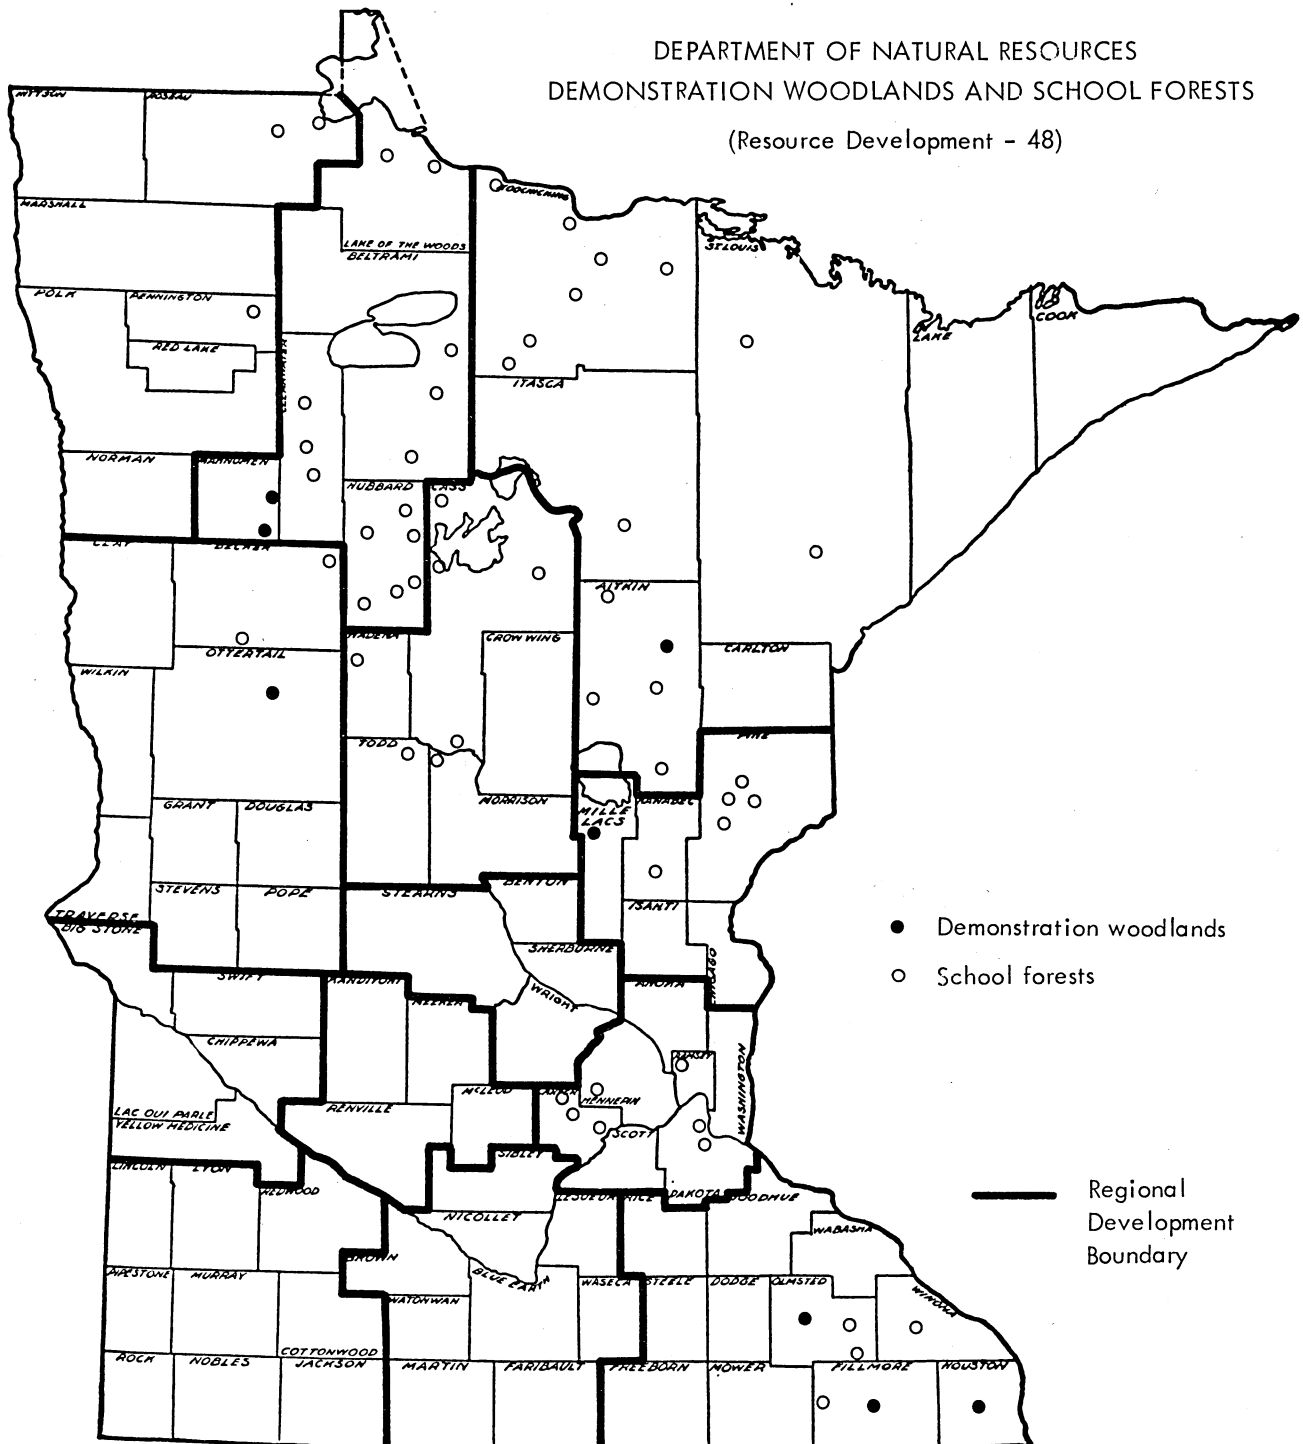 DEPARTMENT OF NATURAL RESOURCES
DEMONSTRATION WOODLANDS AND SCHOOL FORESTS
(Resource Development - 48)
KITTSON
ROSEAU
MARSHALL
KOOCHICHING
LAKE OF THE WOODS
BELTRAMI
ST. LOUIS
POLK
PENNINGTON
COOK
LAKE
RED LAKE
CLEARWATER
ITASCA
NORMAN
MAHNOMEN
HUBBARD
CASS
CLAY
BECKER
AITKIN
WADENA
CROW WING
OTTERTAIL
CARLTON
WILKIN
PINE
TODD
GRANT
DOUGLAS
MORRISON
KANABEC
MILLE
LACS
STEVENS
POPE
STEARNS
BENTON
ISANTI
TRAVERSE
BIG STONE
Demonstration woodlands
SHERBURNE
School forests
SWIFT
KANDIYOHI
CHISAGO
ANOKA
MEEKER
WRIGHT
CHIPPEWA
RAMSEY
WASHINGTON
McLEOD
CARVER
HENNEPIN
RENVILLE
LAC QUI PARLE
YELLOW MEDICINE
SCOTT
SIBLEY
LINCOLN
LYON
REDWOOD
LESUEUR
RICE
DAKOTA
GOODHUE
Regional
Development
Boundary
NICOLLET
WABASHA
BROWN
PIPESTONE
MURRAY
BLUE EARTH
WASECA
STEELE
DODGE
OLMSTED
WINONA
WATONWAN
COTTONWOOD
ROCK
NOBLES
JACKSON
MARTIN
FARIBAULT
FREEBORN
MOWER
FILLMORE
HOUSTON